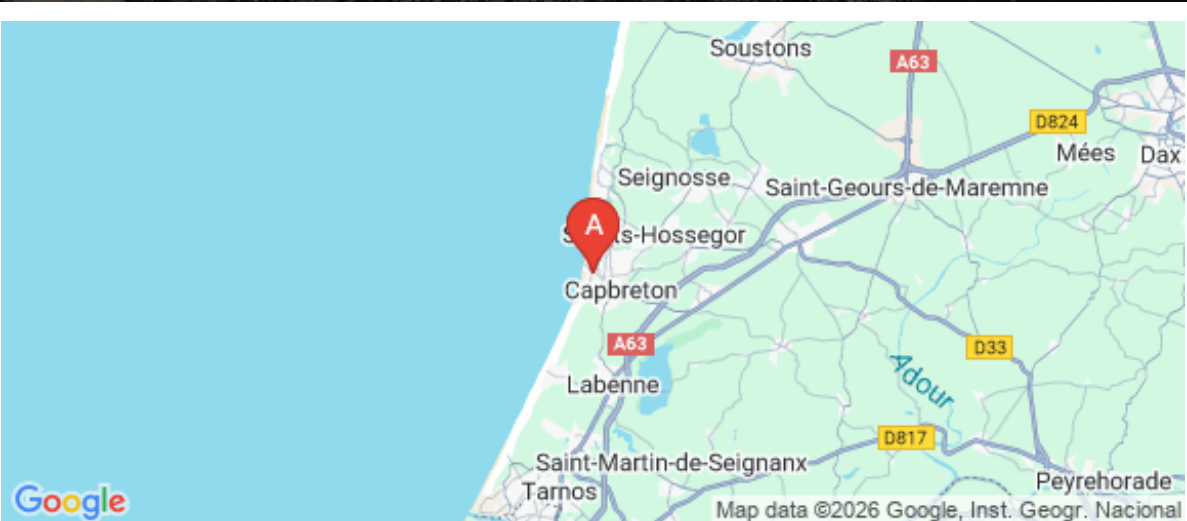 Soustons
A63
D824
Mées
Dax
Seignosse
Saint-Geours-de-Maremne
A
ts-Hossegor
Capbreton
A63
D33
Labenne
Adour
D817
Saint-Martin-de-Seignanx
Tarnos
Peyrehorade
Google
Map data ©2026 Google, Inst. Geogr. Nacional